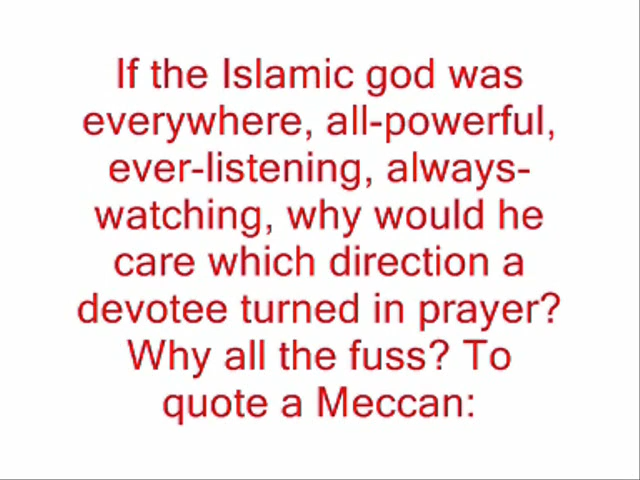 If the Islamic god was
everywhere, all-powerful,
ever-listening, always-
watching, why would he
care which direction a
devotee turned in prayer?
Why all the fuss? To
quote a Meccan: